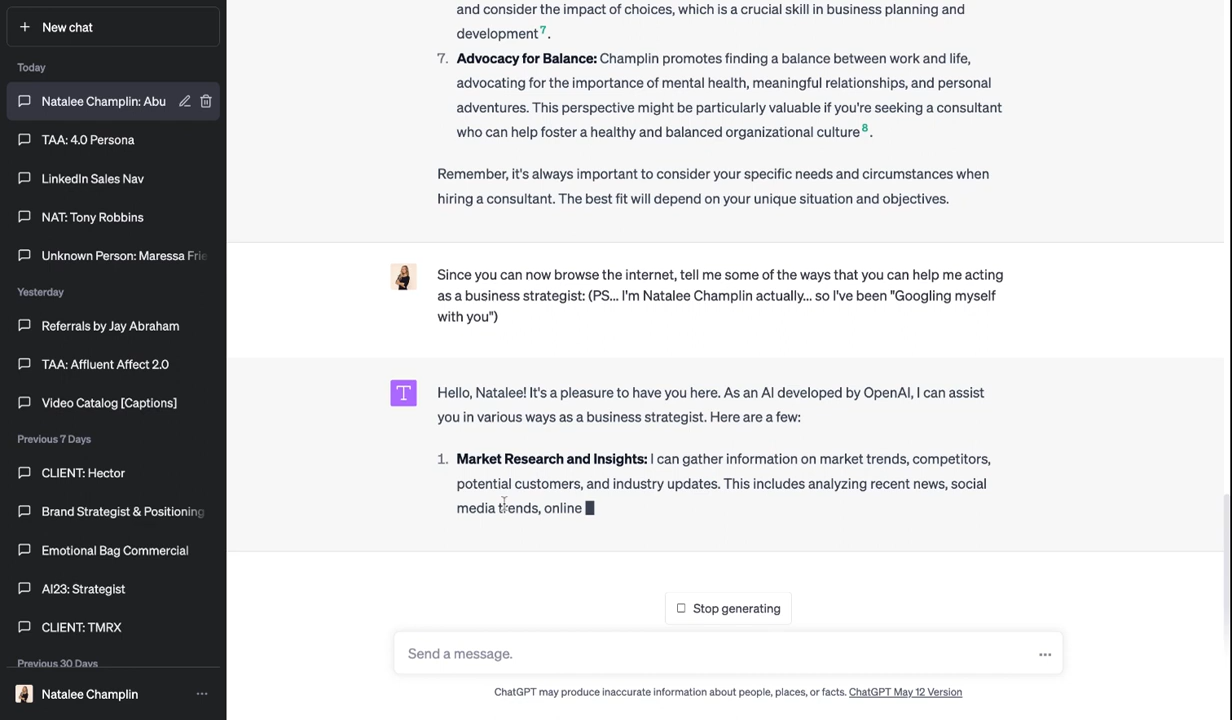 New chat
Today
Natalee Champlin: Abu
TAA: 4.0 Persona
LinkedIn Sales Nav
NAT: Tony Robbins
Unknown Person: Maressa Frie
Yesterday
Referrals by Jay Abraham
TAA: Affluent Affect 2.0
Video Catalog [Captions]
Previous 7 Days
CLIENT: Hector
Brand Strategist & Positioning
Emotional Bag Commercial
AI23: Strategist
CLIENT: TMRX
Previous 30 Days
Natalee Champlin
and consider the impact of choices, which is a crucial skill in business planning and
development 7.
7. Advocacy for Balance: Champlin promotes finding a balance between work and life,
advocating for the importance of mental health, meaningful relationships, and personal
adventures. This perspective might be particularly valuable if you're seeking a consultant
who can help foster a healthy and balanced organizational culture 8.
Remember, it's always important to consider your specific needs and circumstances when
hiring a consultant. The best fit will depend on your unique situation and objectives.
Since you can now browse the internet, tell me some of the ways that you can help me acting
as a business strategist: (PS... I'm Natalee Champlin actually... so I've been "Googling myself
with you")
T
Hello, Natalee! It's a pleasure to have you here. As an AI developed by OpenAI, I can assist
you in various ways as a business strategist. Here are a few:
1. Market Research and Insights: I can gather information on market trends, competitors,
potential customers, and industry updates. This includes analyzing recent news, social
media trends, online
Stop generating
Send a message.
ChatGPT may produce inaccurate information about people, places, or facts. ChatGPT May 12 Version